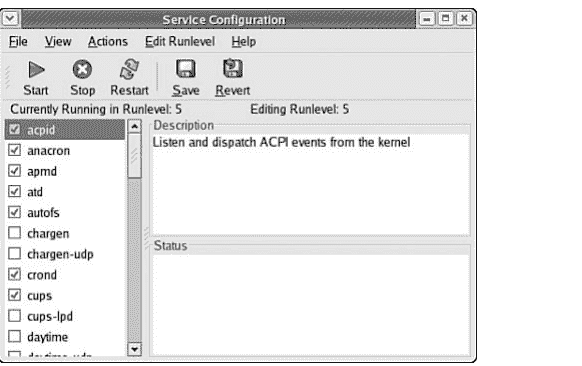 Service Configuration
File View Actions Edit Runlevel Help
Start Stop Restart Save Revert
Currently Running in Runlevel: 5 Editing Runlevel: 5
acpid
anacron
apmd
atd
autofs
chargen
chargen-udp
crond
cups
cups-lpd
daytime
Description
Listen and dispatch ACPI events from the kernel
Status